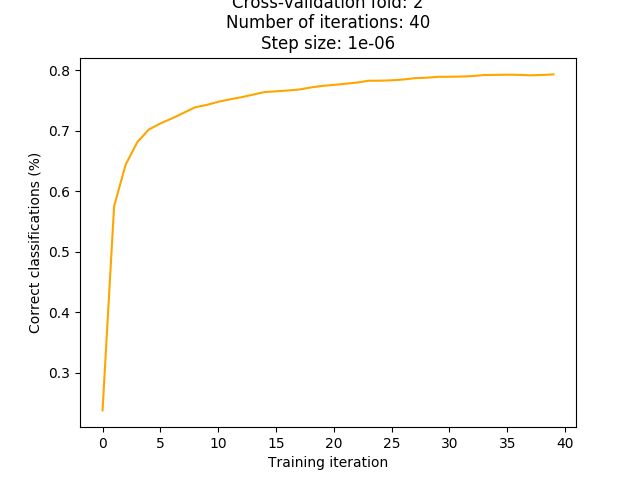 Cross-validation fold: 2
Number of iterations: 40
Step size: 1e-06
0.8
0.7
0.6
0.5
0.4
0.3
Correct classifications (%)
0 5 10 15 20 25 30 35 40
Training iteration